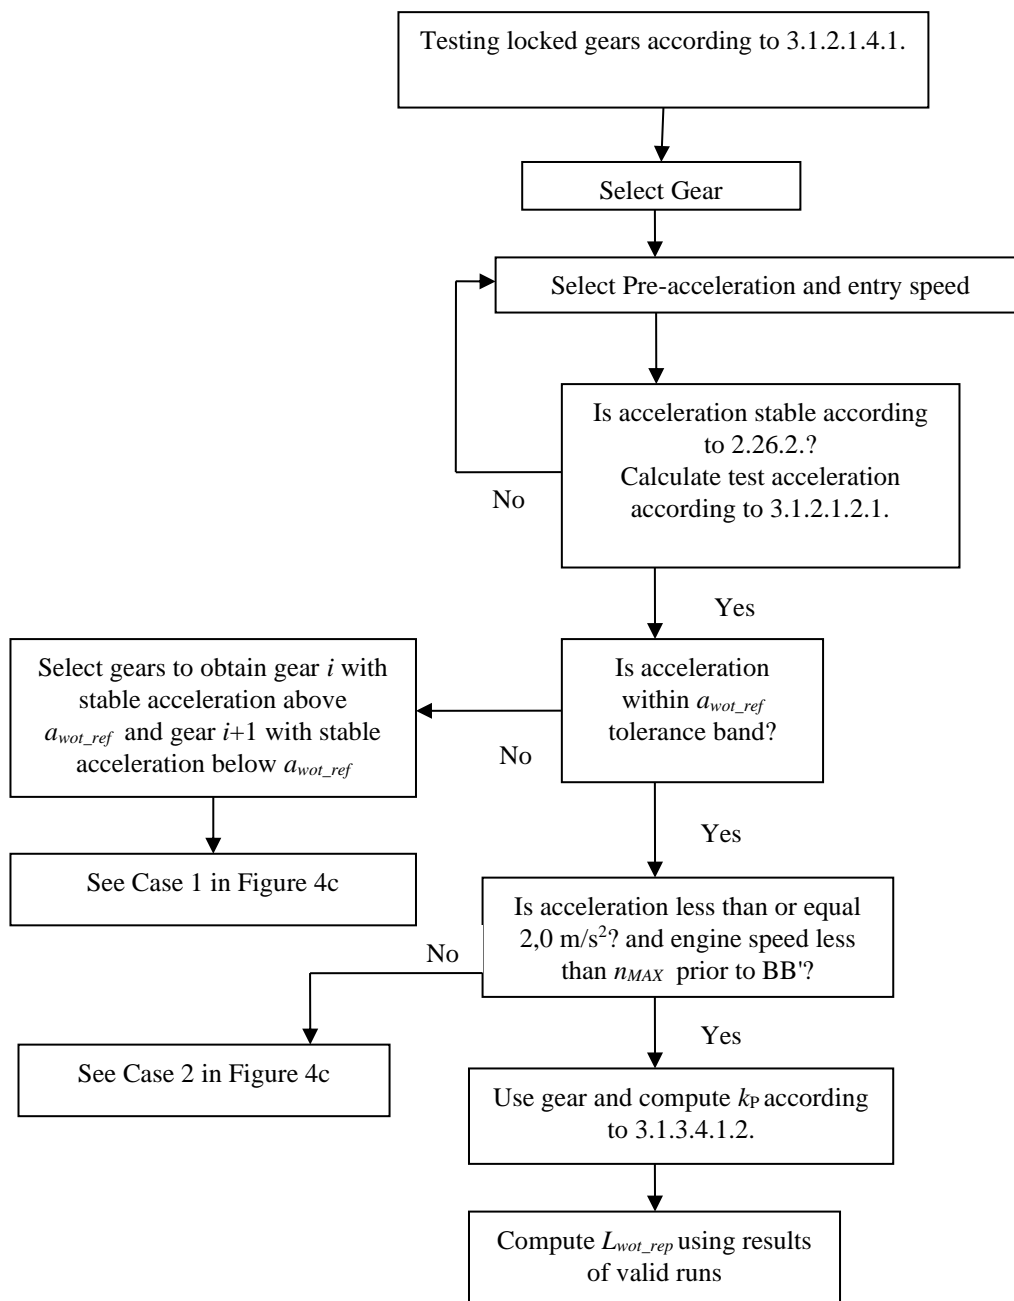 Testing locked gears according to 3.1.2.1.4.1.
Select Gear
Select Pre-acceleration and entry speed
Is acceleration stable according
to 2.26.2.?
Calculate test acceleration
according to 3.1.2.1.2.1.
No
Yes
Select gears to obtain gear i with
stable acceleration above
a_wot_ref and gear i+1 with stable
acceleration below a_wot_ref
Is acceleration
within a_wot_ref
tolerance band?
No
Yes
See Case 1 in Figure 4c
Is acceleration less than or equal
2,0 m/s²? and engine speed less
than n_MAX prior to BB'?
No
Yes
See Case 2 in Figure 4c
Use gear and compute k_P according
to 3.1.3.4.1.2.
Compute L_wot_rep using results
of valid runs